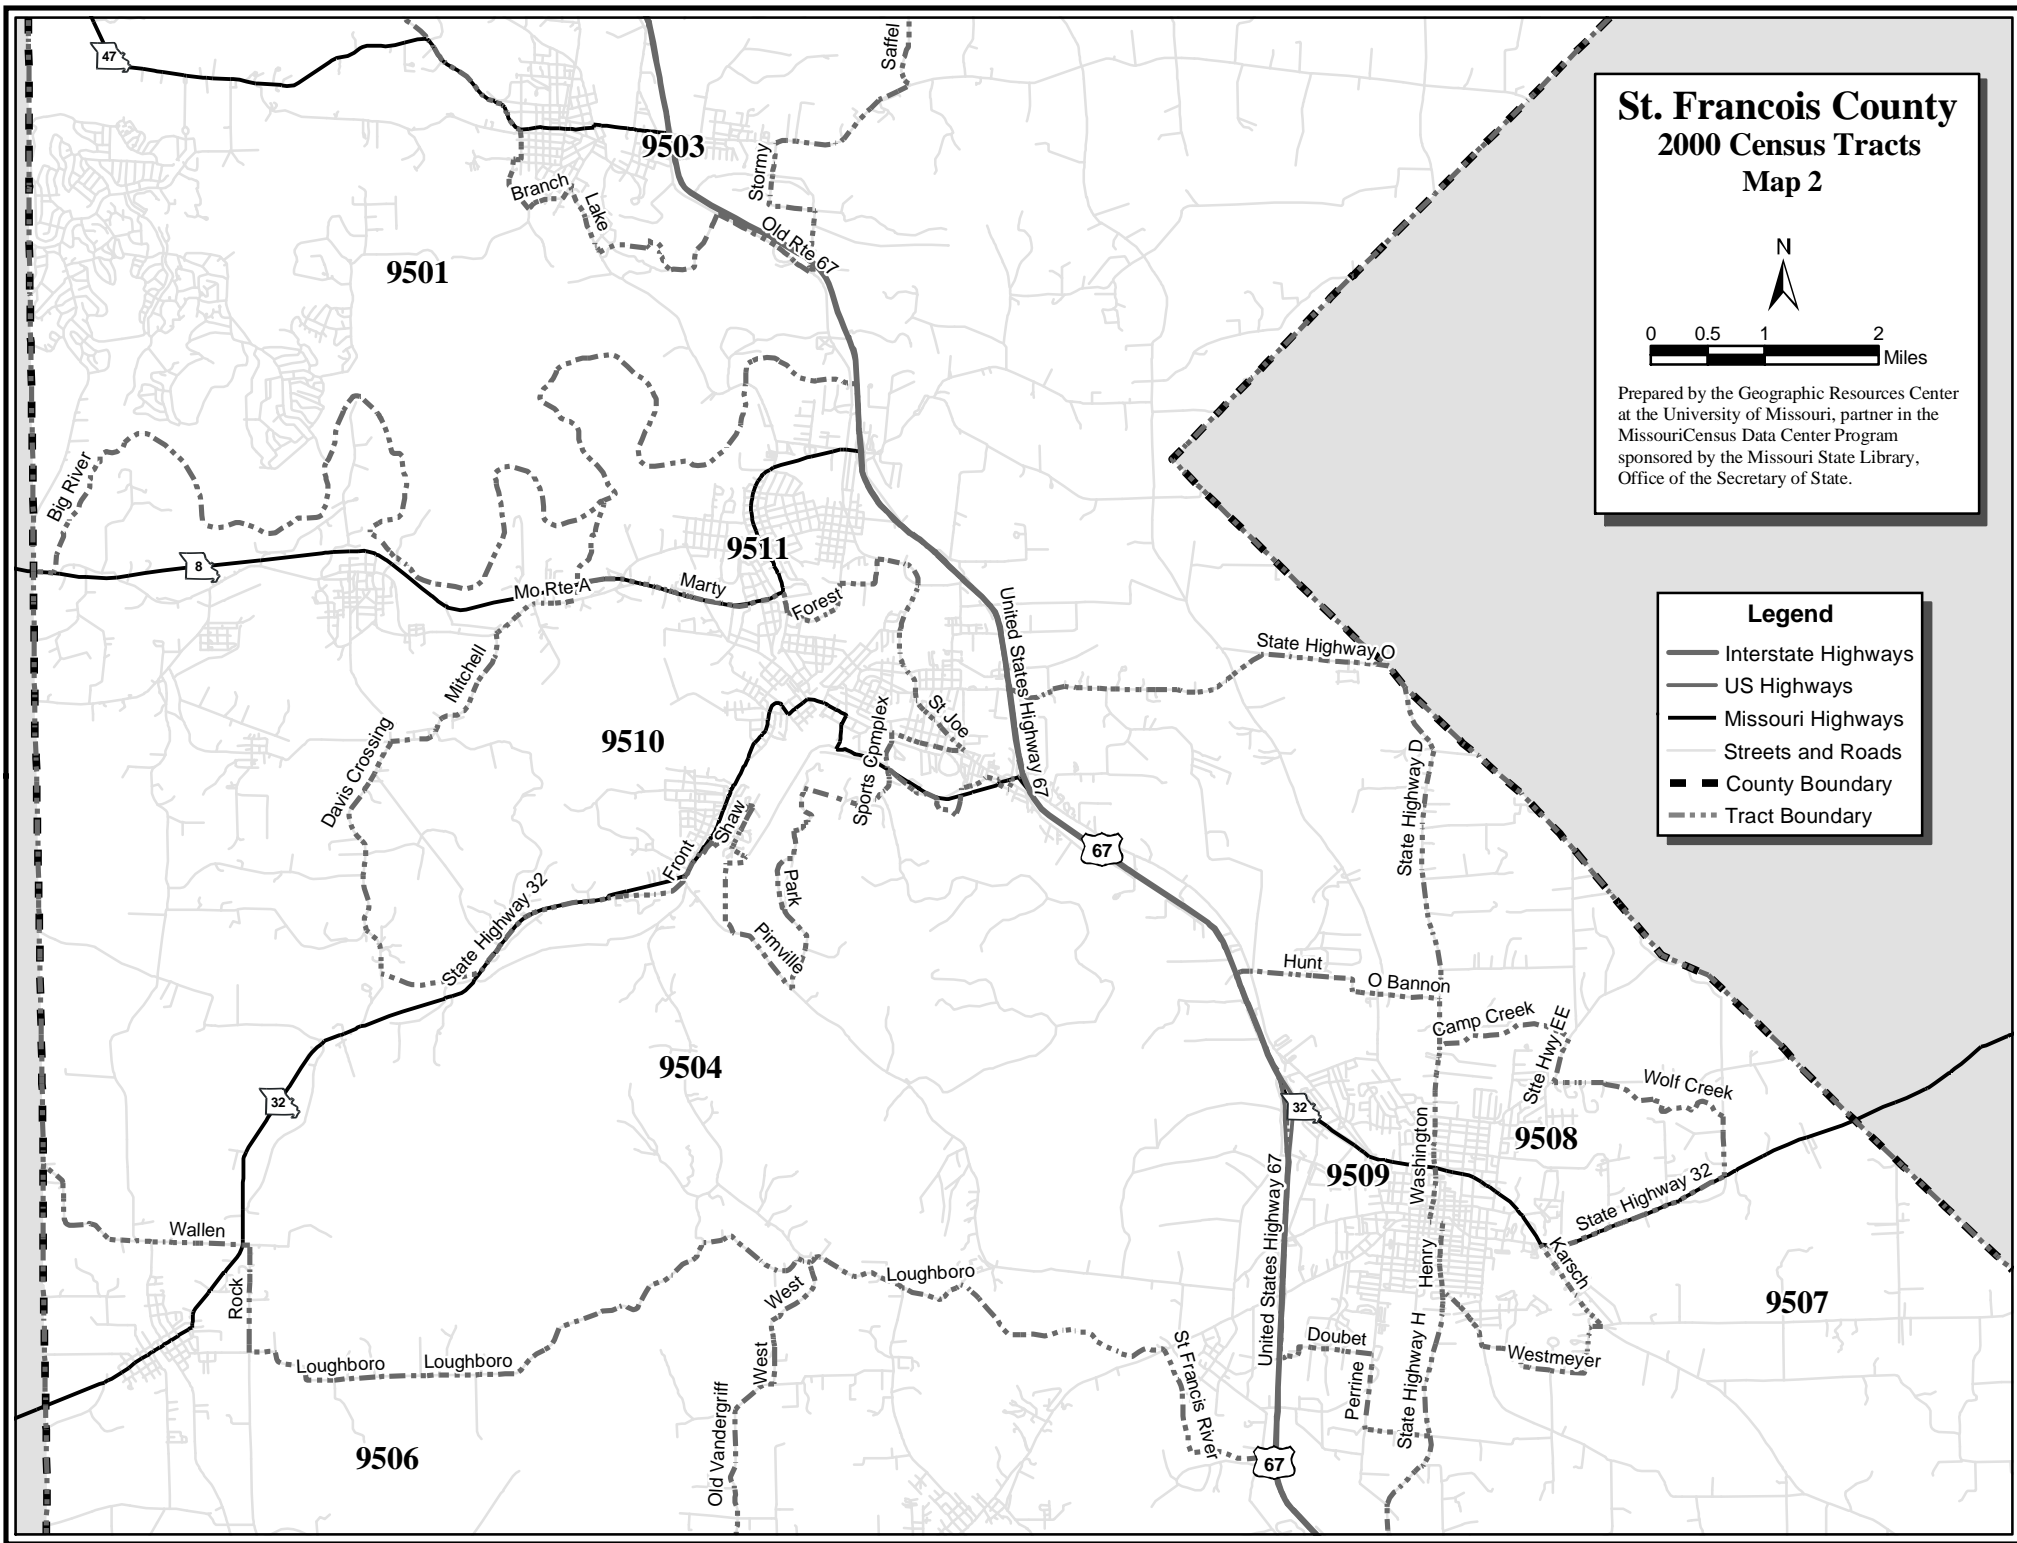 St. Francois County
2000 Census Tracts
Map 2
N
0 0.5 1 2
Miles
Prepared by the Geographic Resources Center
at the University of Missouri, partner in the
MissouriCensus Data Center Program
sponsored by the Missouri State Library,
Office of the Secretary of State.
Legend
Interstate Highways
US Highways
Missouri Highways
Streets and Roads
County Boundary
Tract Boundary
47
Saffel
9503
Stormy
Branch
Lake
Old Rte 67
9501
Big River
8
9511
Mo Rte A
Marty
Forest
United States Highway 67
State Highway O
Mitchell
St Joe
Sports Complex
9510
Davis Crossing
State Highway D
Shaw
Front
67
Park
State Highway 32
Pimville
Hunt
O Bannon
Camp Creek
Stte Hwy EE
9504
Wolf Creek
32
32
9508
Washington
9509
United States Highway 67
State Highway 32
Wallen
Karsch
Henry
Rock
West
Loughboro
9507
Doubet
State Highway H
St Francis River
Loughboro
Loughboro
West
Westmeyer
Perrine
Old Vandergriff
9506
67